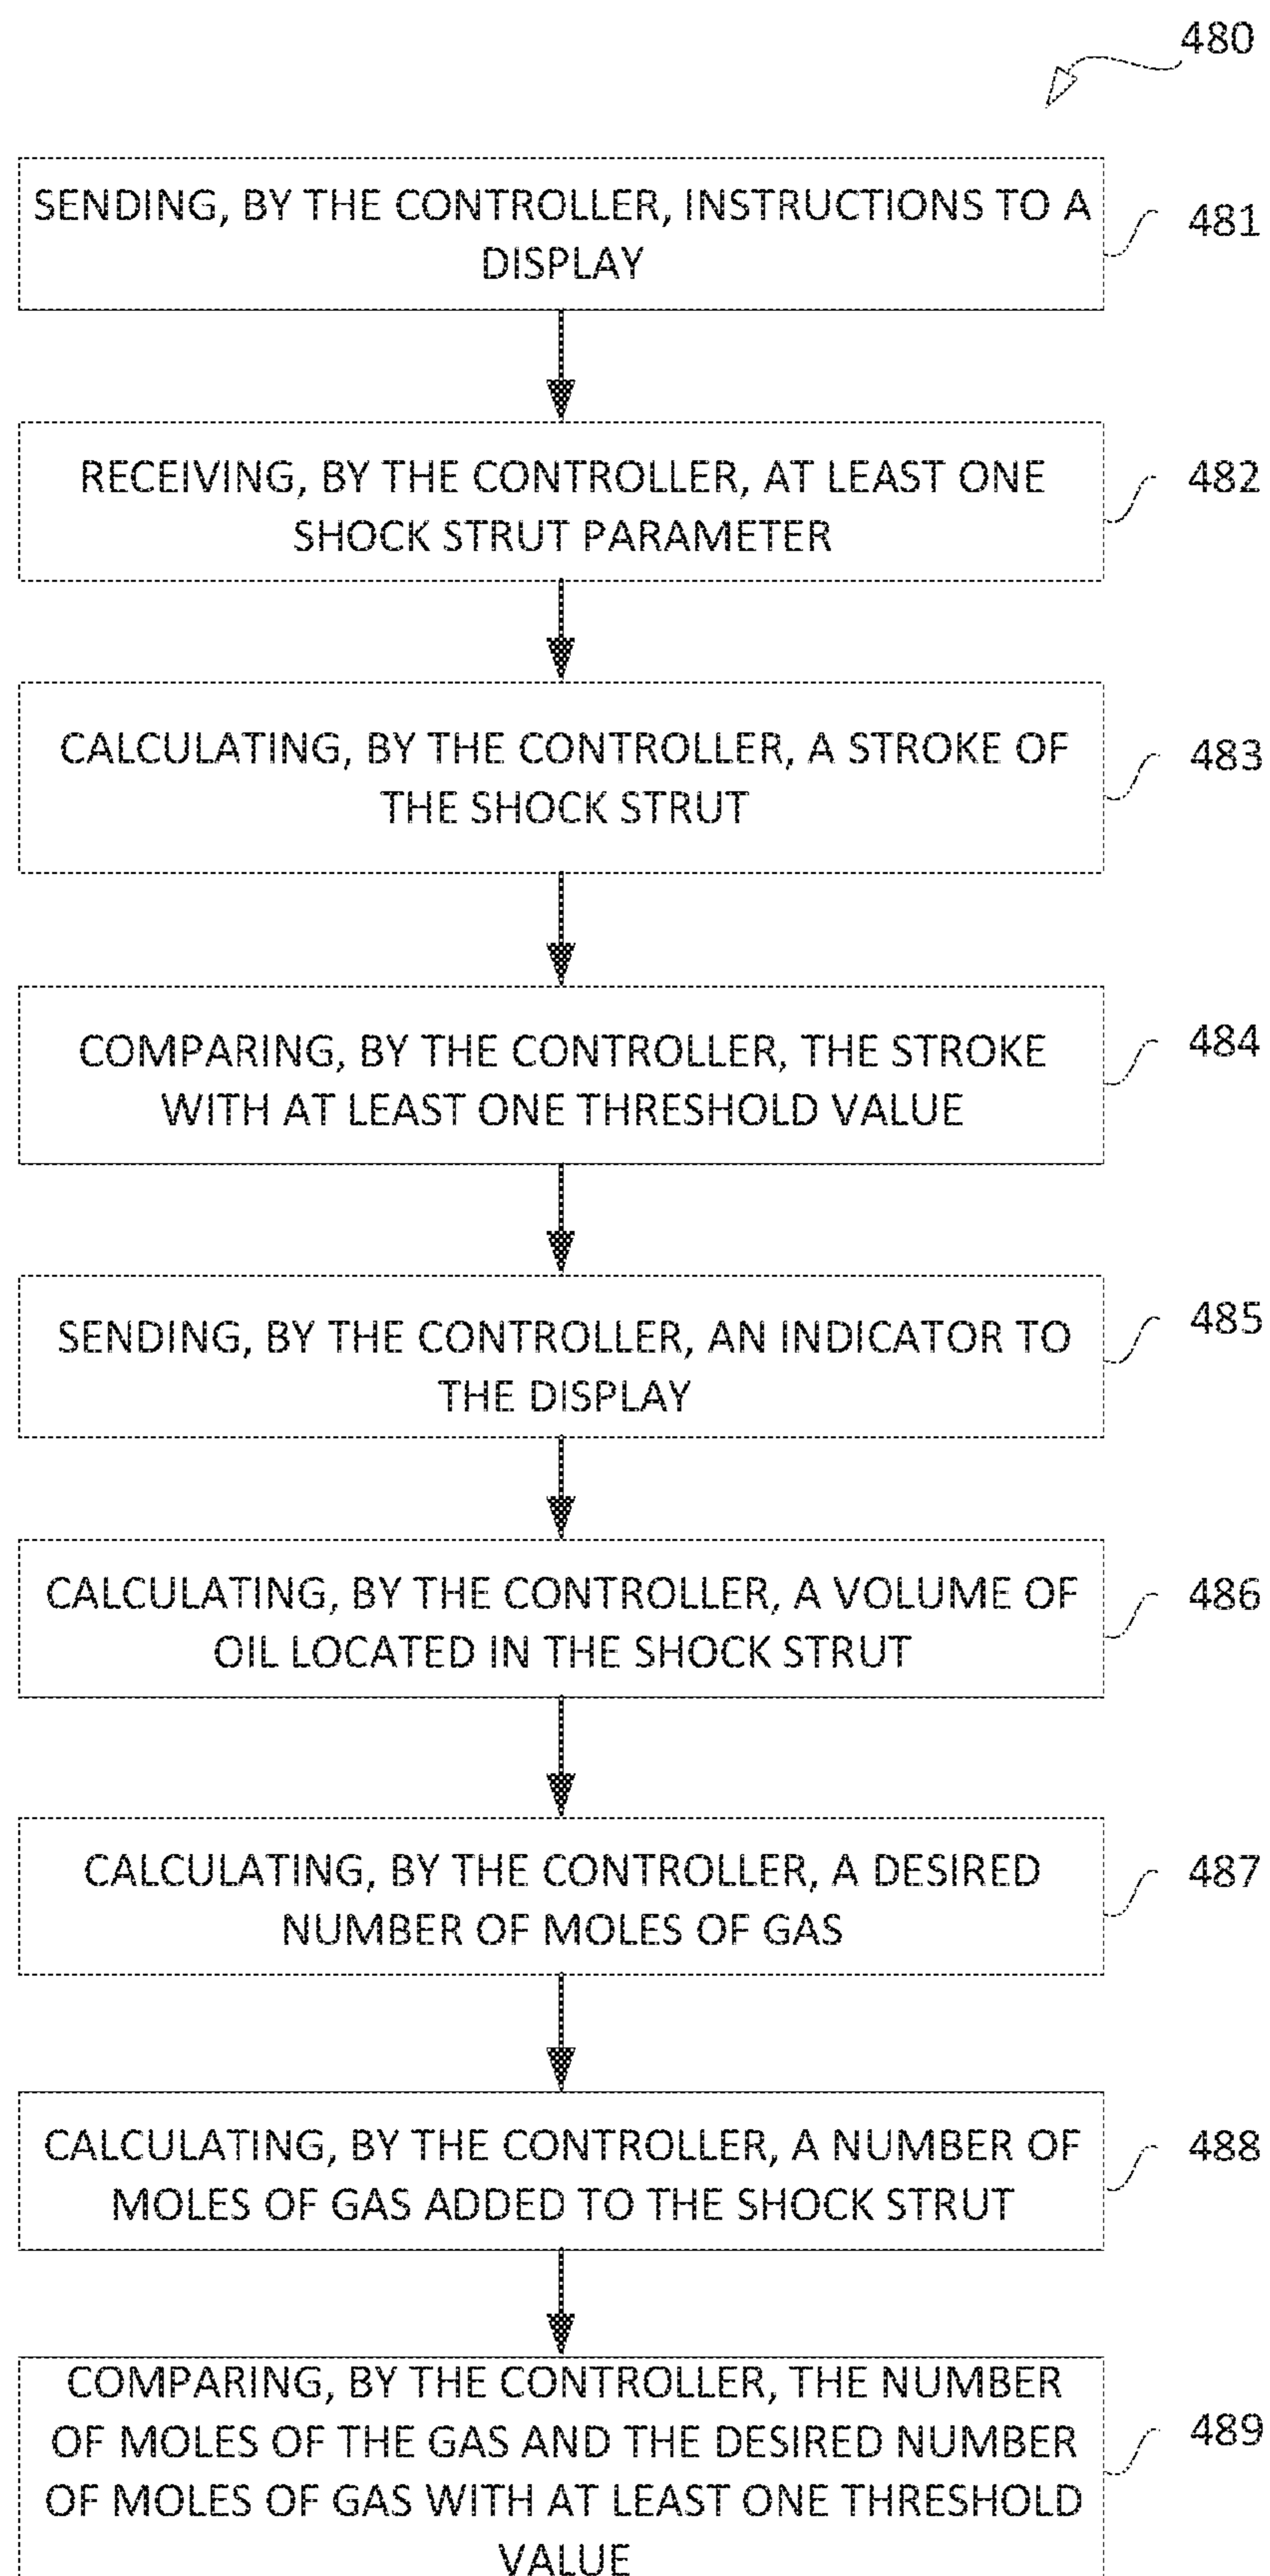 480
SENDING, BY THE CONTROLLER, INSTRUCTIONS TO A
DISPLAY
481
RECEIVING, BY THE CONTROLLER, AT LEAST ONE
SHOCK STRUT PARAMETER
482
CALCULATING, BY THE CONTROLLER, A STROKE OF
THE SHOCK STRUT
483
COMPARING, BY THE CONTROLLER, THE STROKE
WITH AT LEAST ONE THRESHOLD VALUE
484
SENDING, BY THE CONTROLLER, AN INDICATOR TO
THE DISPLAY
485
CALCULATING, BY THE CONTROLLER, A VOLUME OF
OIL LOCATED IN THE SHOCK STRUT
486
CALCULATING, BY THE CONTROLLER, A DESIRED
NUMBER OF MOLES OF GAS
487
CALCULATING, BY THE CONTROLLER, A NUMBER OF
MOLES OF GAS ADDED TO THE SHOCK STRUT
488
COMPARING, BY THE CONTROLLER, THE NUMBER
OF MOLES OF THE GAS AND THE DESIRED NUMBER
OF MOLES OF GAS WITH AT LEAST ONE THRESHOLD
VALUE
489